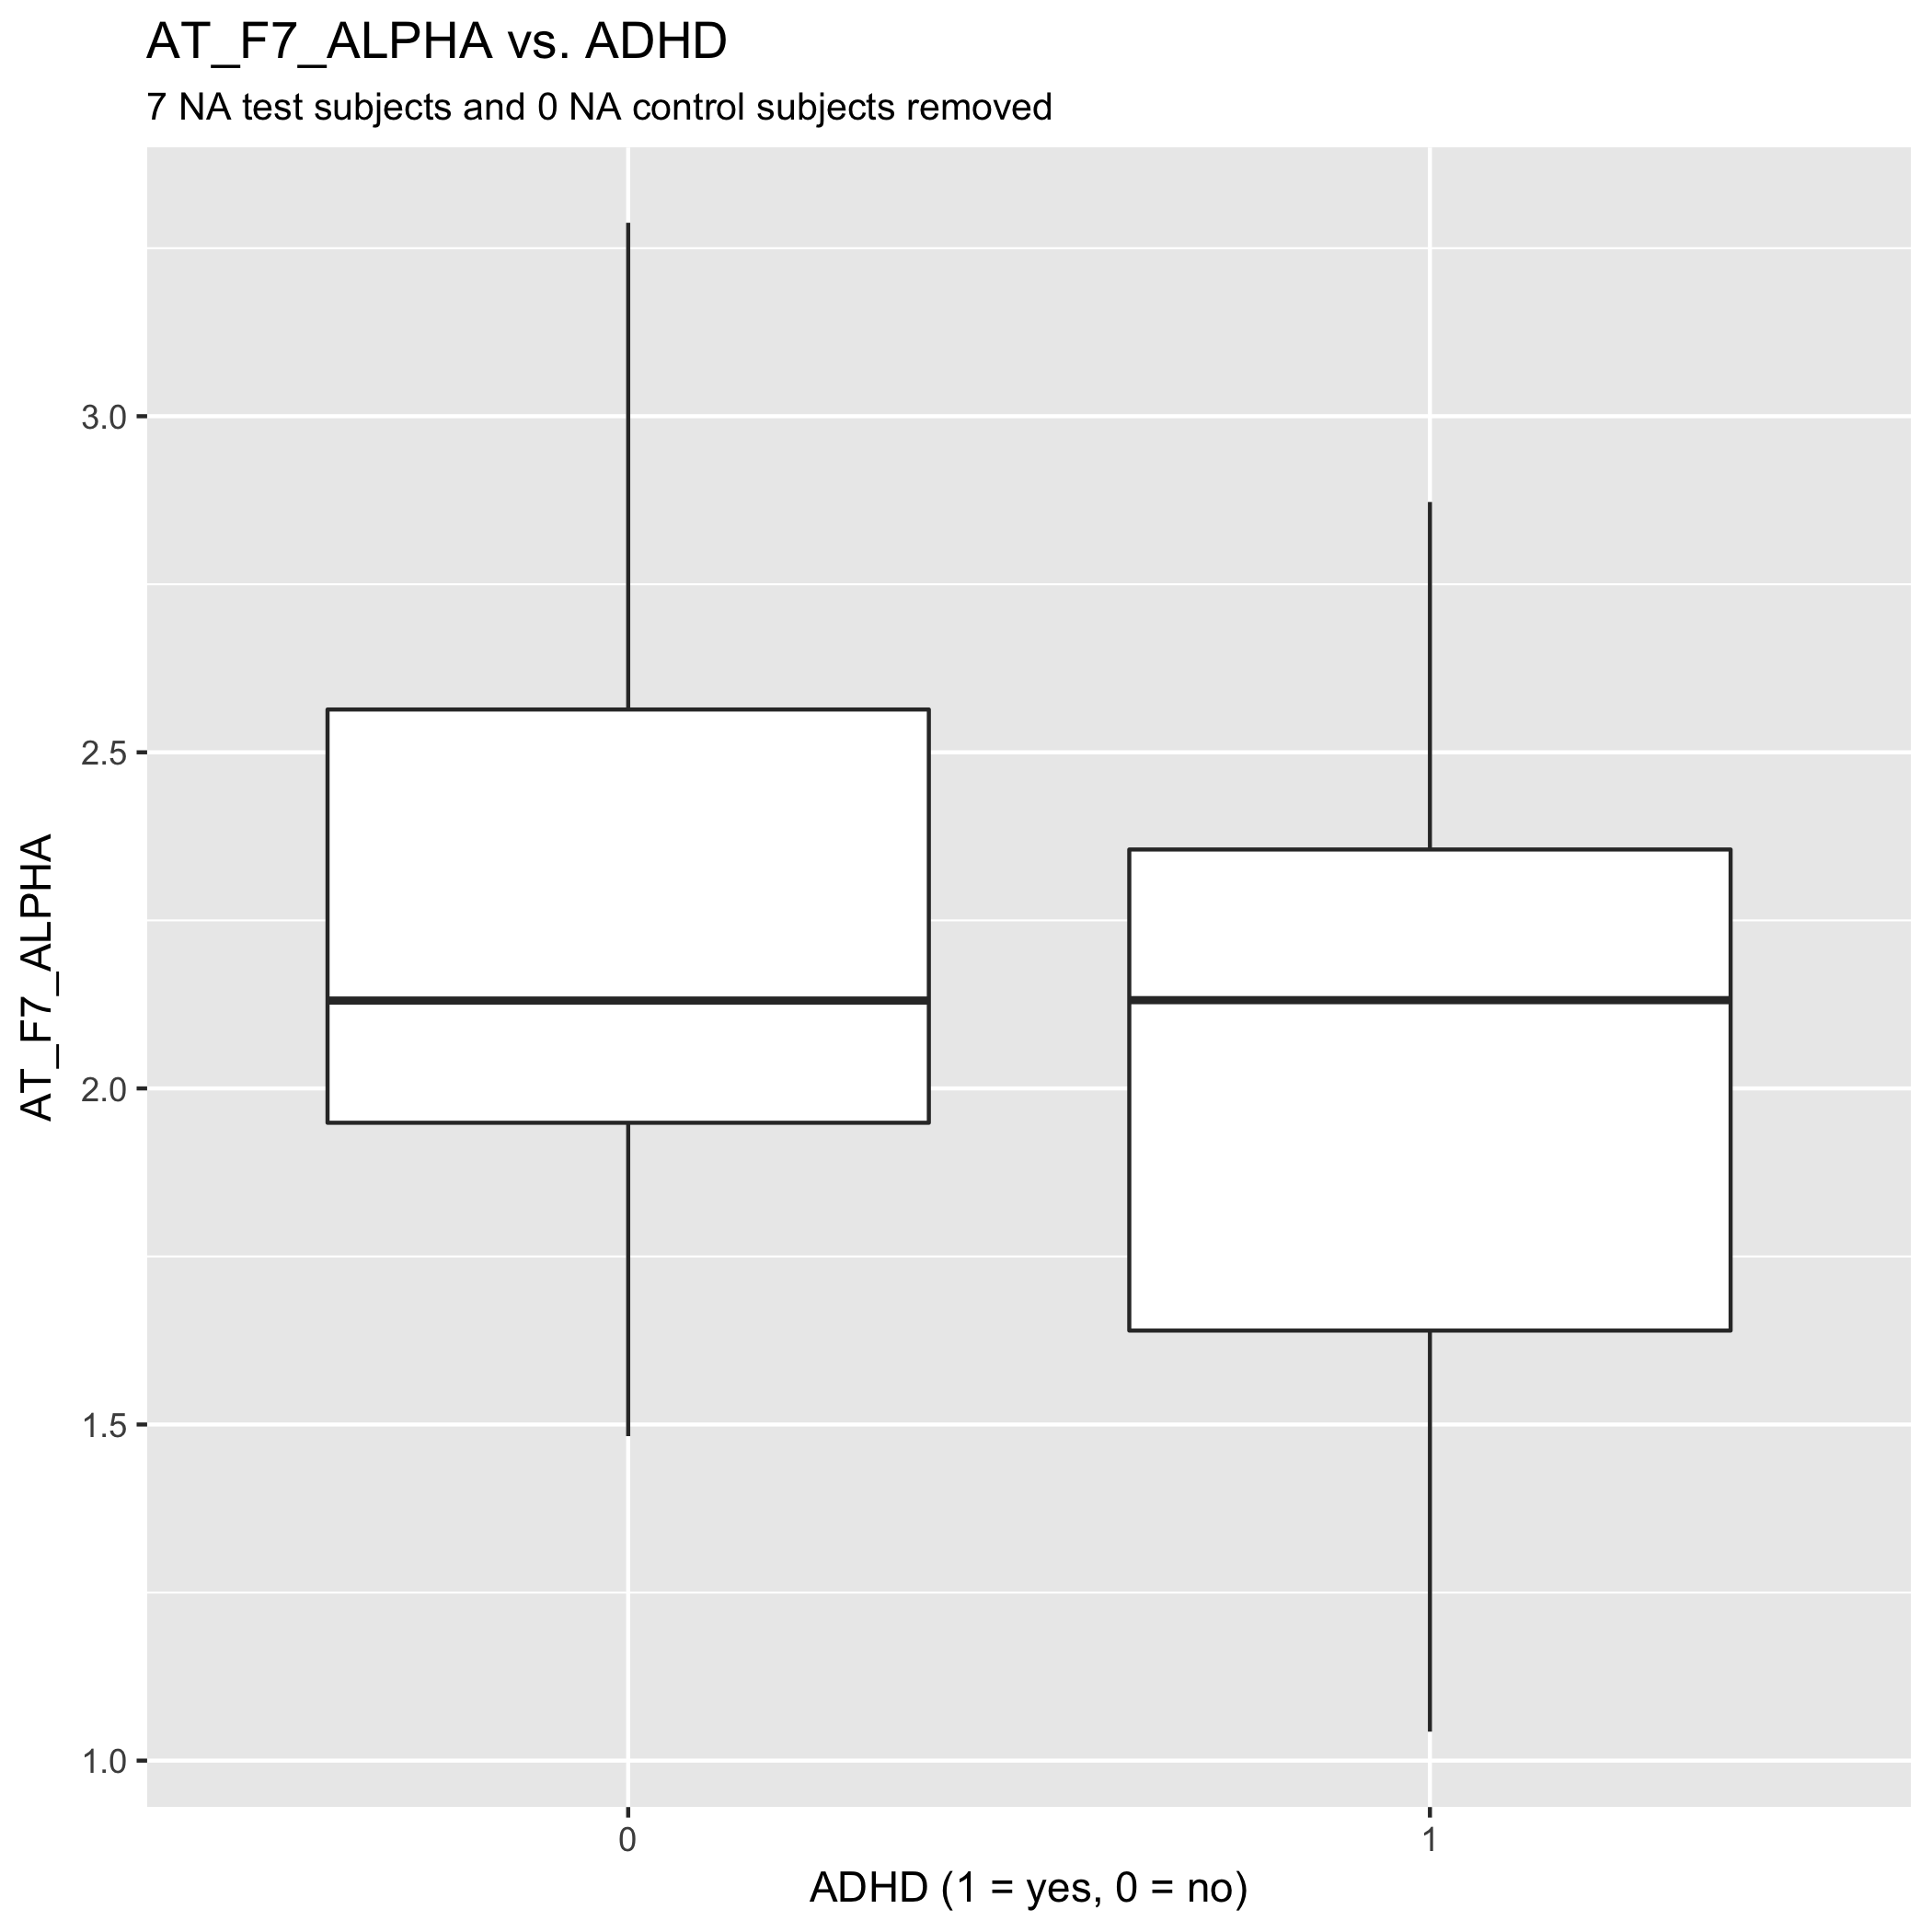 AT_F7_ALPHA vs. ADHD
7 NA test subjects and 0 NA control subjects removed
AT_F7_ALPHA
3.0
2.5
2.0
1.5
1.0
0 1
ADHD (1 = yes, 0 = no)